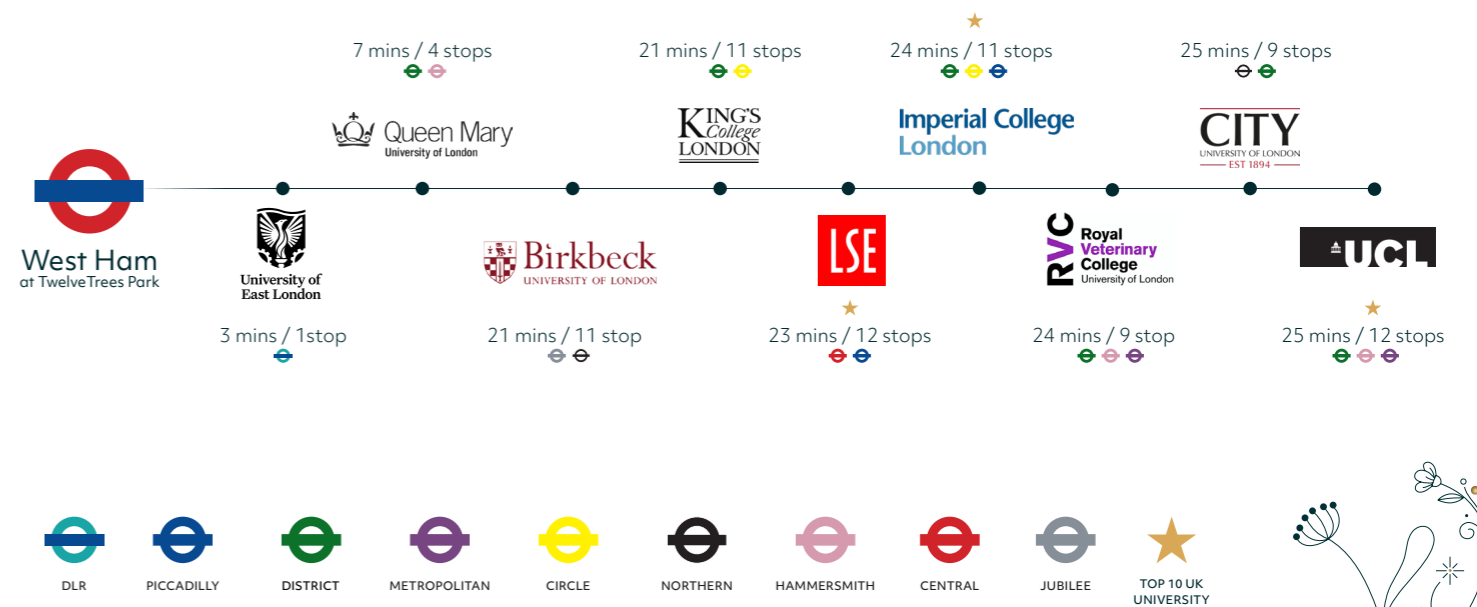 7 mins / 4 stops
21 mins / 11 stops
24 mins / 11 stops
25 mins / 9 stops
Queen Mary
University of London
KING'S
College
LONDON
Imperial College
London
CITY
UNIVERSITY OF LONDON
EST 1894
West Ham
at TwelveTrees Park
University of
East London
Birkbeck
UNIVERSITY OF LONDON
LSE
RVC
Royal
Veterinary
College
University of London
UCL
3 mins / 1stop
21 mins / 11 stop
23 mins / 12 stops
24 mins / 9 stop
25 mins / 12 stops
DLR
PICCADILLY
DISTRICT
METROPOLITAN
CIRCLE
NORTHERN
HAMMERSMITH
CENTRAL
JUBILEE
TOP 10 UK
UNIVERSITY